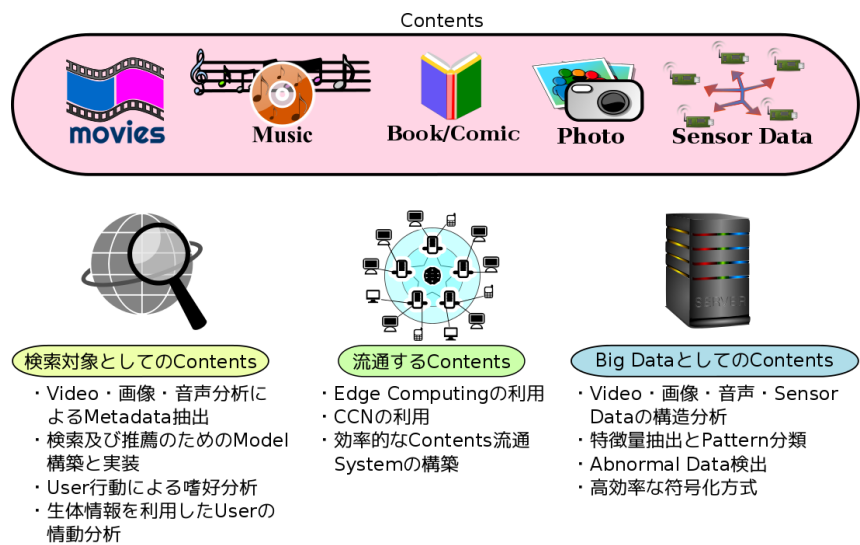 Contents
movies
Music
Book/Comic
Photo
Sensor Data
SERVER
検索対象としてのContents
・Video・画像・音声分析に
よるMetadata抽出
・検索及び推薦のためのModel
構築と実装
・User行動による嗜好分析
・生体情報を利用したUserの
情動分析
流通するContents
・Edge Computingの利用
・CCNの利用
・効率的なContents流通
Systemの構築
Big DataとしてのContents
・Video・画像・音声・Sensor
Dataの構造分析
・特徴量抽出とPattern分類
・Abnormal Data検出
・高効率な符号化方式